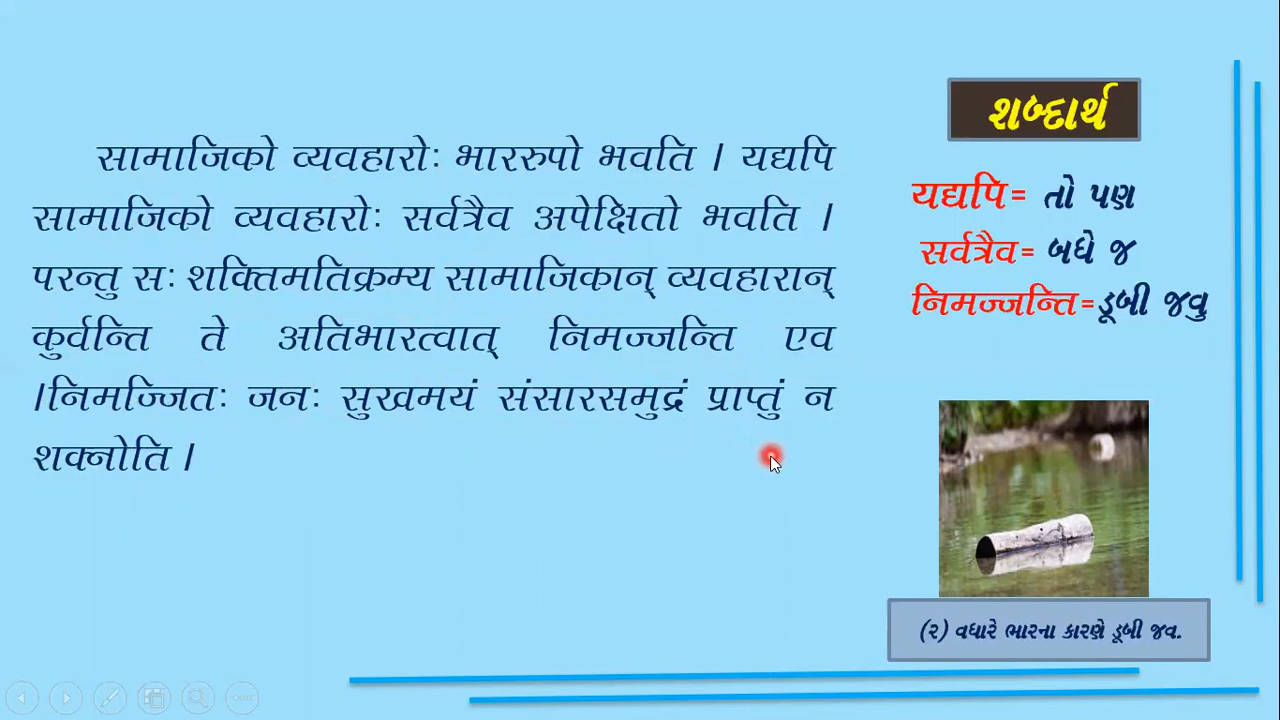 सामाजिको व्यवहारोः भाररुपो भवति । यद्यपि
सामाजिको व्यवहारोः सर्वत्रैव अपेक्षितो भवति ।
परन्तु सः शक्तिमतिक्रम्य सामाजिकान् व्यवहारान्
कुर्वन्ति ते अतिभारत्वात् निमज्जन्ति एव
।निमज्जितः जनः सुखमयं संसारसमुद्रं प्राप्तुं न
शक्नोति ।
શબ્દાર્થ
यद्यपि= તો પણ
सर्वत्रैव= બધે જ
निमज्जन्ति=ડૂબી જવુ
(૨) વધારે ભારના કારણે ડૂબી જવ.